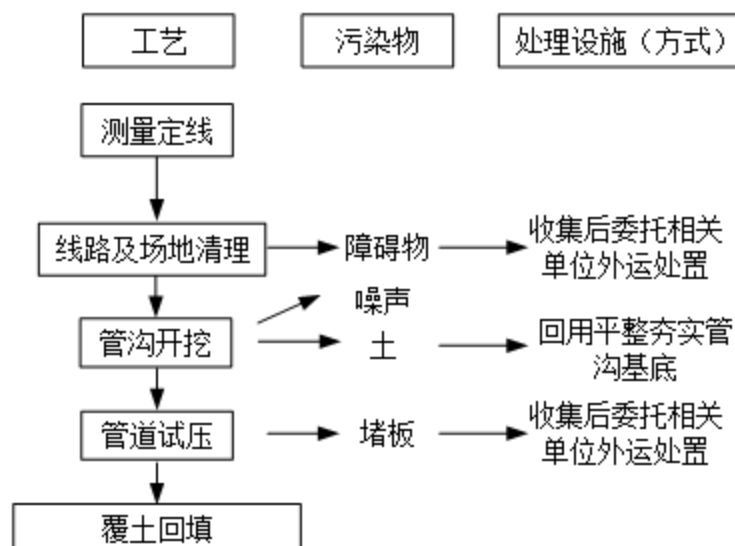 工艺
污染物
处理设施（方式）
测量定线
线路及场地清理
障碍物
收集后委托相关
单位外运处置
噪声
管沟开挖
土
回用平整夯实管
沟基底
管道试压
堵板
收集后委托相关
单位外运处置
覆土回填